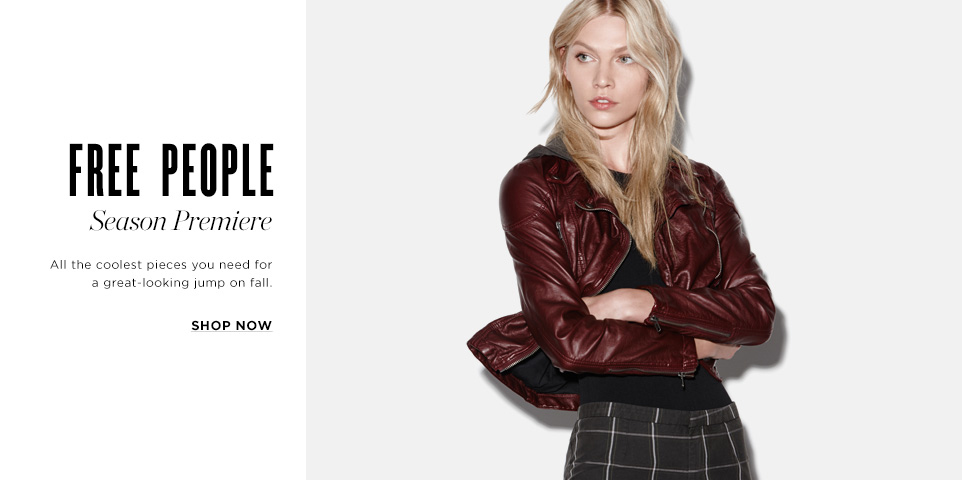 FREE PEOPLE
Season Premiere
All the coolest pieces you need for
a great-looking jump on fall.
SHOP NOW